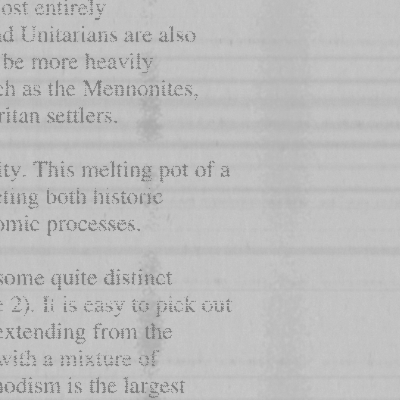 ost entirely
nd Unitarians are also
be more heavily
ch as the Mennonites,
ritan settlers.
ity. This melting pot of a
cting both historic
omic processes.
some quite distinct
e 2). It is easy to pick out
extending from the
with a mixture of
hodism is the largest